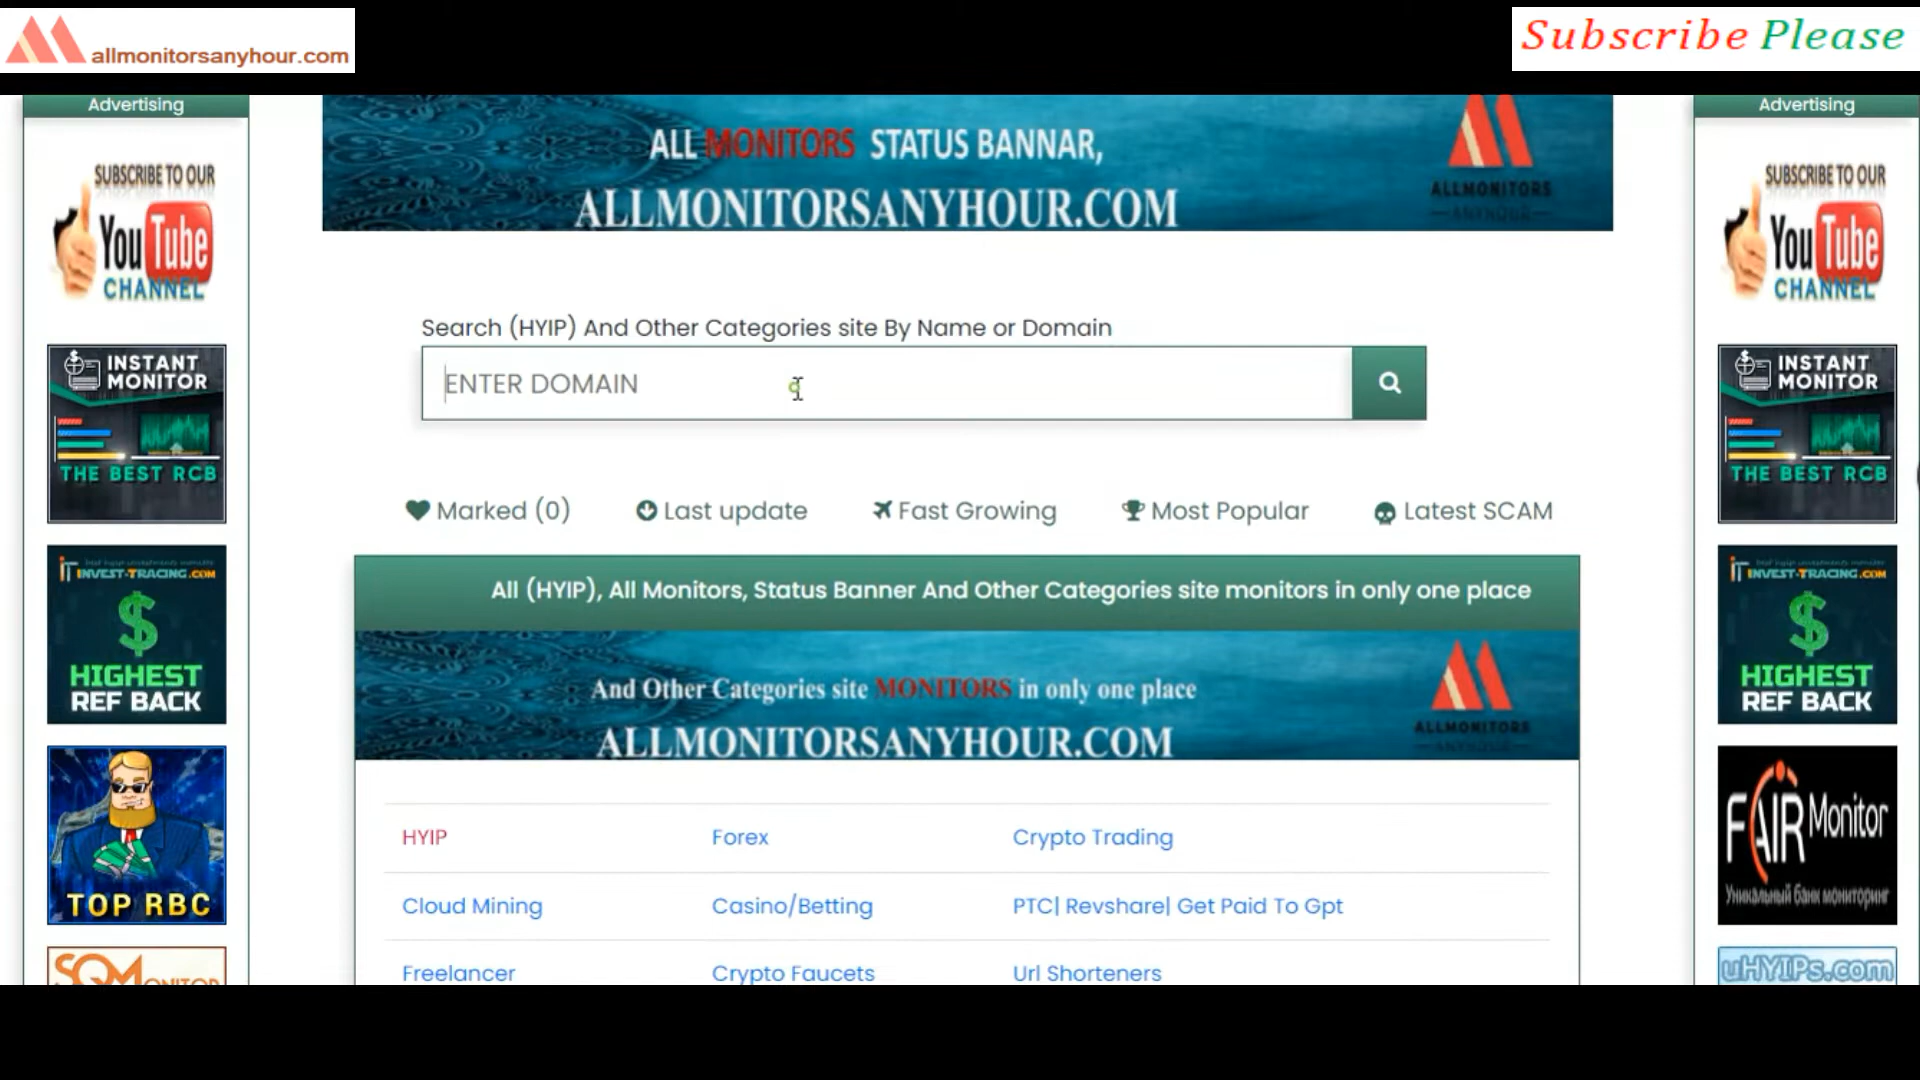 allmonitorsanyhour.com
Subscribe Please
Advertising
SUBSCRIBE TO OUR
YouTube
CHANNEL
INSTANT
MONITOR
THE BEST RCB
INVEST-TRACING.COM
HIGHEST
REF BACK
TOP RBC
SQMONITOR
ALL MONITORS STATUS BANNAR,
ALLMONITORSANYHOUR.COM
ALLMONITORS
ANYHOUR
Search (HYIP) And Other Categories site By Name or Domain
ENTER DOMAIN
Marked (0)
Last update
Fast Growing
Most Popular
Latest SCAM
All (HYIP), All Monitors, Status Banner And Other Categories site monitors in only one place
And Other Categories site MONITORS in only one place
ALLMONITORSANYHOUR.COM
ALLMONITORS
HYIP
Forex
Crypto Trading
Cloud Mining
Casino/Betting
PTC| Revshare| Get Paid To Gpt
Freelancer
Crypto Faucets
Url Shorteners
Advertising
SUBSCRIBE TO OUR
YouTube
CHANNEL
INSTANT
MONITOR
THE BEST RCB
INVEST-TRACING.COM
HIGHEST
REF BACK
FAIR Monitor
Уникальный банк мониторинг
uHYIPs.com